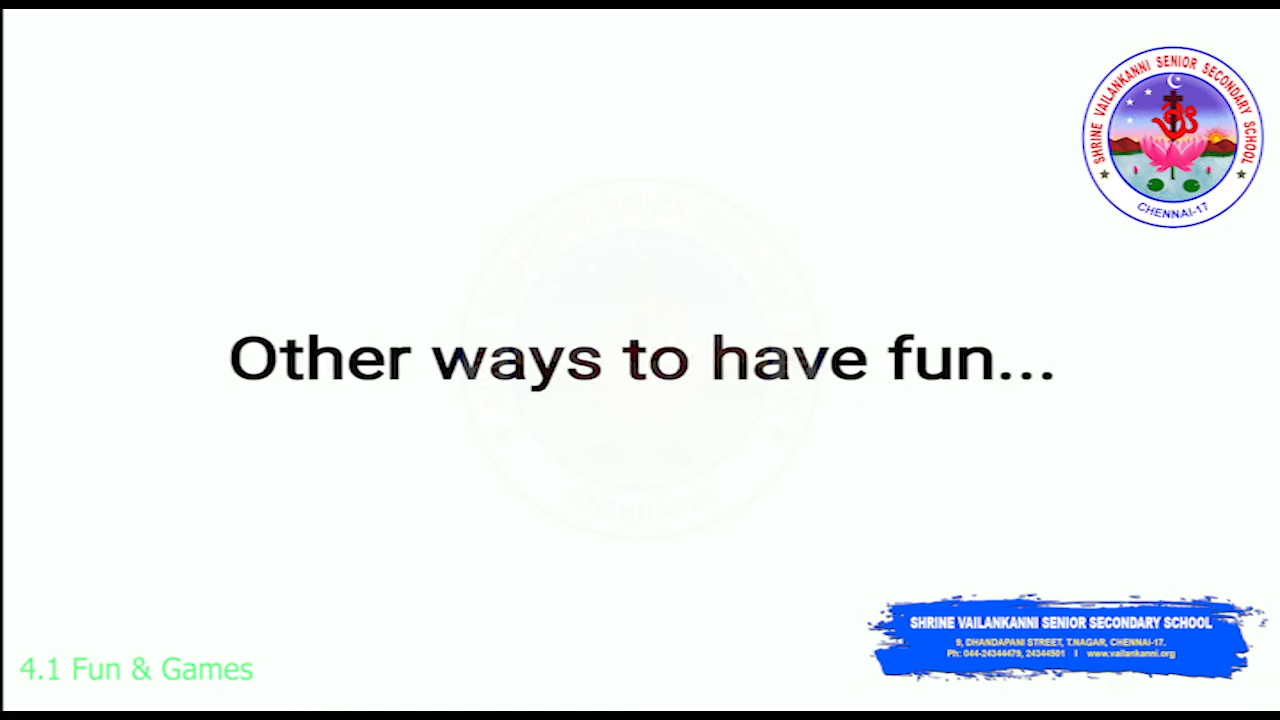 SHRINE VAILANKANNI SENIOR SECONDARY SCHOOL
CHENNAI-17
Other ways to have fun...
SHRINE VAILANKANNI SENIOR SECONDARY SCHOOL
9, DHANDAPANI STREET, T.NAGAR, CHENNAI-17.
Ph: 044-24344479, 24344501 I www.vailankanni.org
4.1 Fun & Games